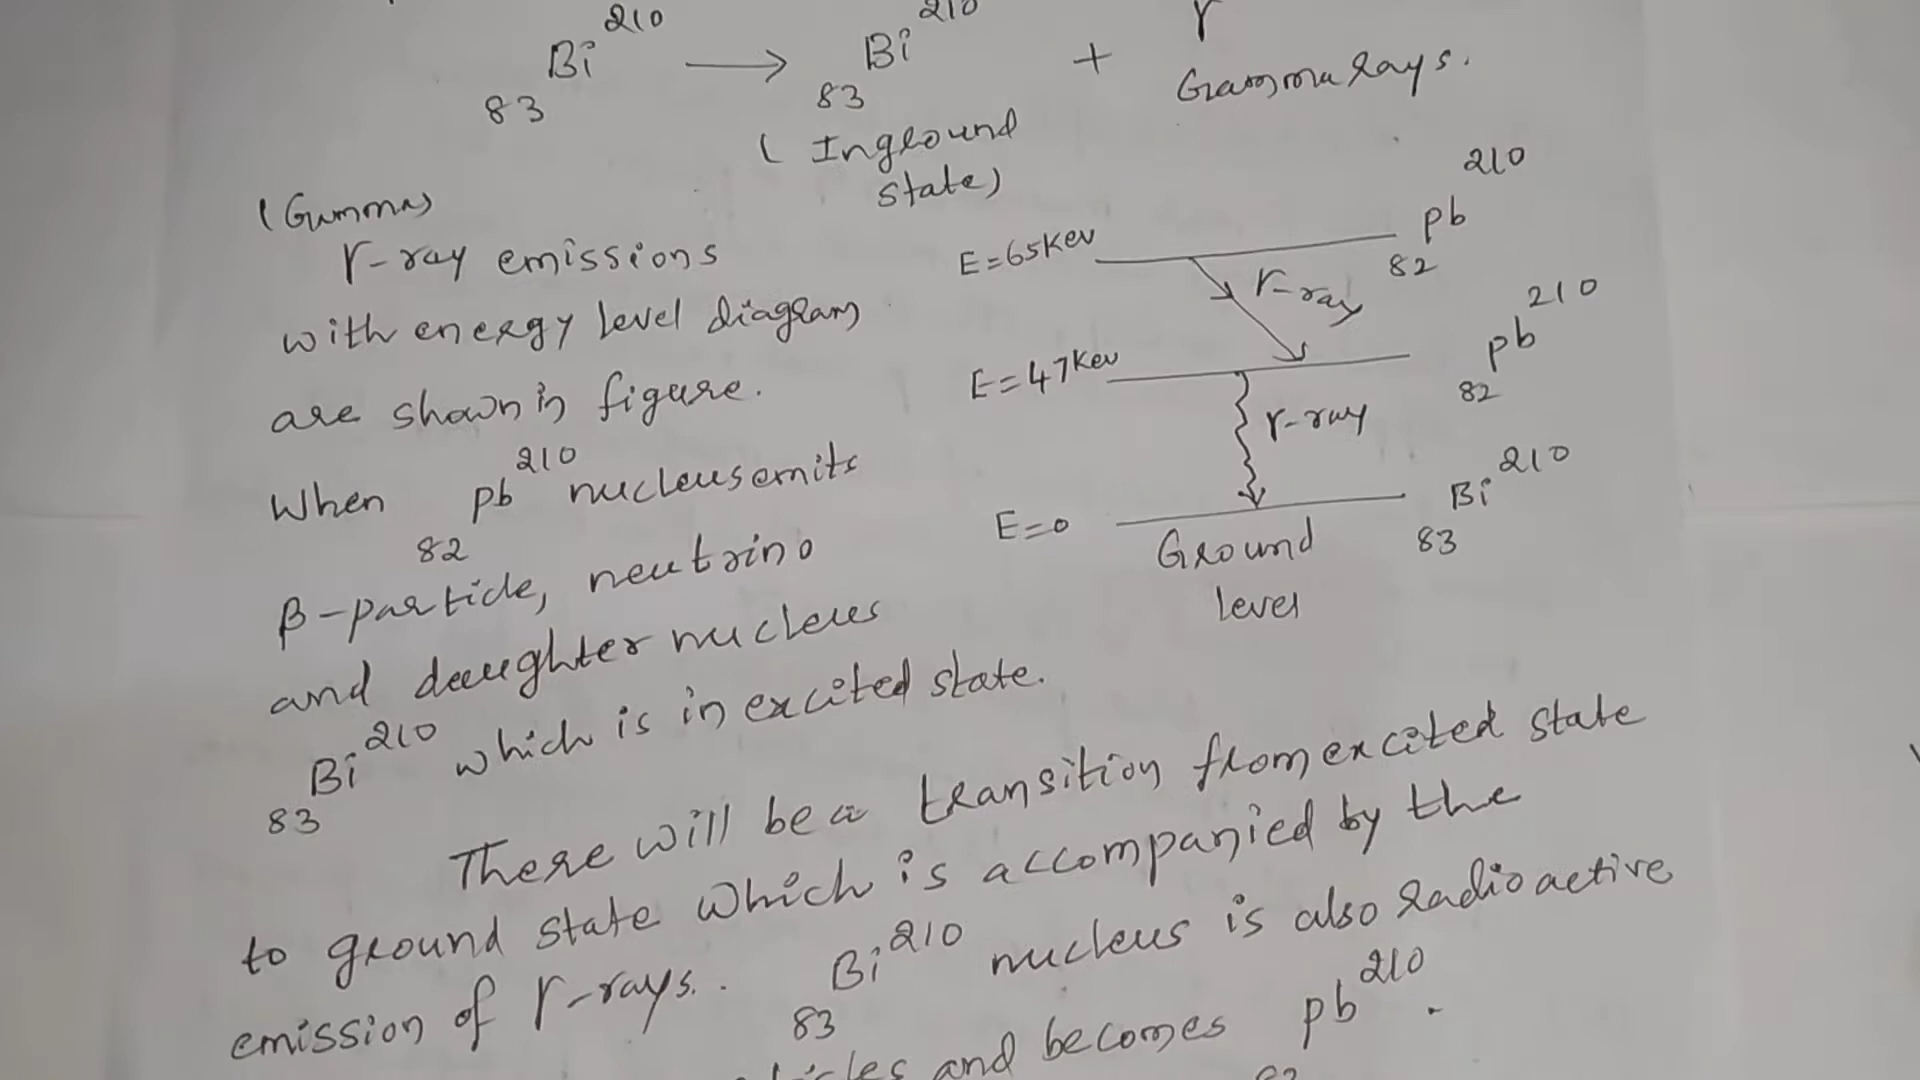 210 210 γ
Bi → Bi + Gamma rays.
83 83
( Inground
state)
(Gumma)
γ-ray emissions
with energy level diagram
are shown in figure.
When pb 210 nucleus emits
82
β-particle, neutrino
and daughter nucleus
Bi 210 which is in excited state.
83
E=65Kev pb 210
82
γ-ray
E=47Kev pb 210
82
γ-ray
E=0 Bi 210
83
Ground
level
There will be a transition from excited state
to ground state which is accompanied by the
emission of γ-rays. Bi 210 nucleus is also radioactive
83
and becomes pb 210.